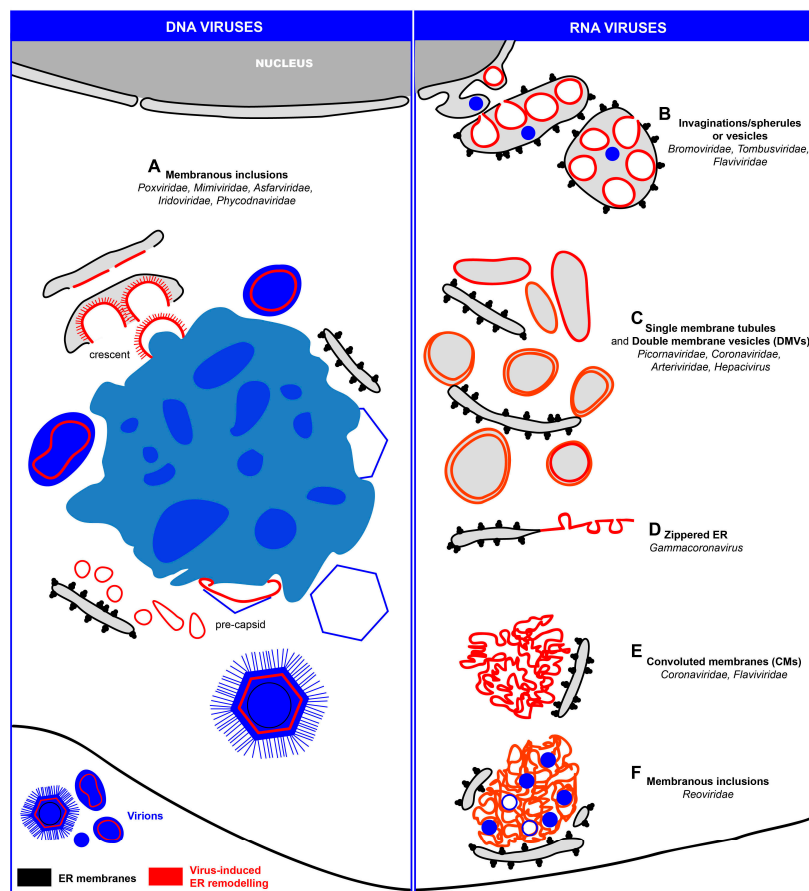 DNA VIRUSES
NUCLEUS
A Membranous inclusions
Poxviridae, Mimiviridae, Asfarviridae,
Iridoviridae, Phycodnaviridae
crescent
pre-capsid
Virions
ER membranes
Virus-induced
ER remodelling
RNA VIRUSES
B
Invaginations/spherules
or vesicles
Bromoviridae, Tombusviridae,
Flaviviridae
C
Single membrane tubules
and Double membrane vesicles (DMVs)
Picornaviridae, Coronaviridae,
Arteriviridae, Hepacivirus
D Zippered ER
Gammacoronavirus
E
Convoluted membranes (CMs)
Coronaviridae, Flaviviridae
F
Membranous inclusions
Reoviridae